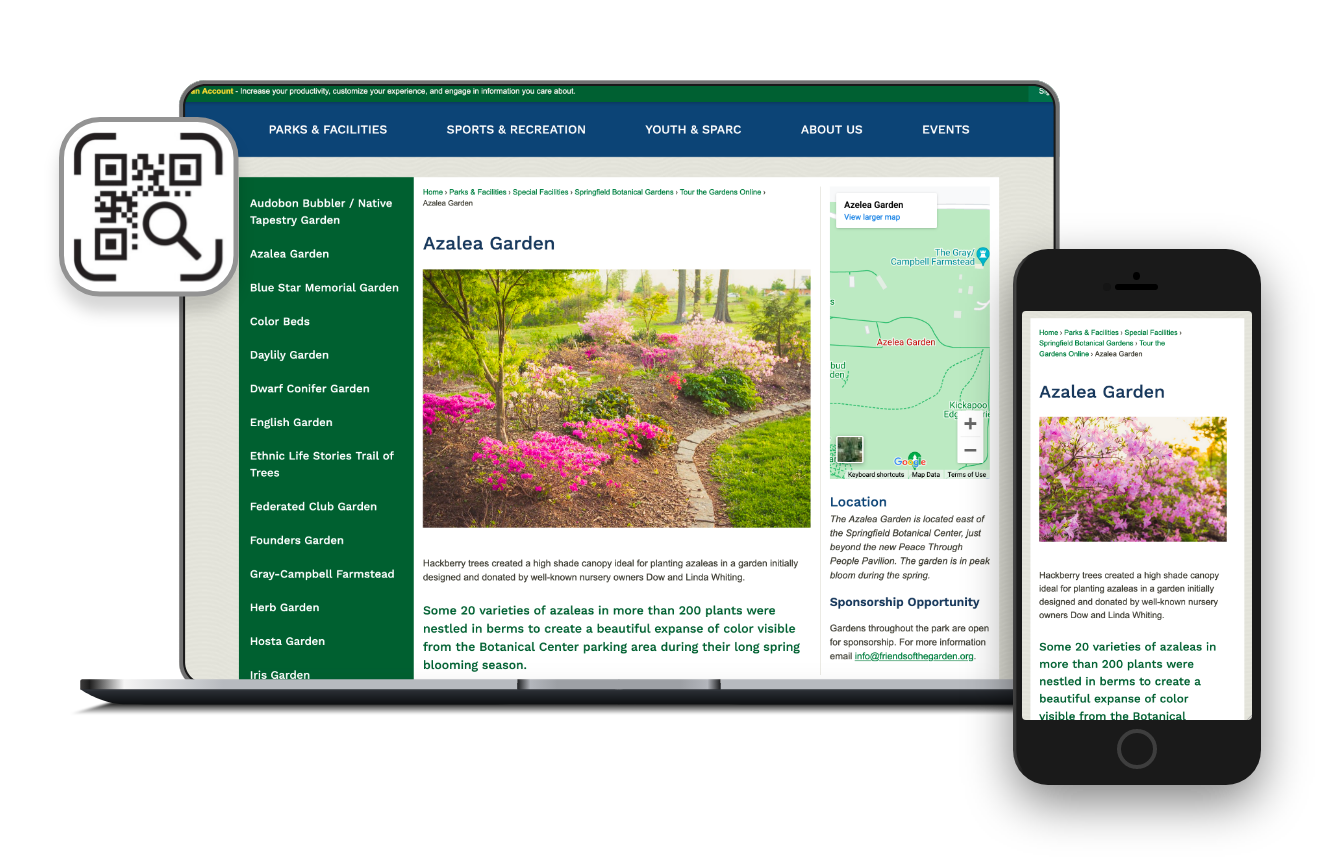 an Account - Increase your productivity, customize your experience, and engage in information you care about.
PARKS & FACILITIES SPORTS & RECREATION YOUTH & SPARC ABOUT US EVENTS
Audobon Bubbler / Native
Tapestry Garden
Azalea Garden
Blue Star Memorial Garden
Color Beds
Daylily Garden
Dwarf Conifer Garden
English Garden
Ethnic Life Stories Trail of
Trees
Federated Club Garden
Founders Garden
Gray-Campbell Farmstead
Herb Garden
Hosta Garden
Iris Garden
Home › Parks & Facilities › Special Facilities › Springfield Botanical Gardens › Tour the Gardens Online ›
Azalea Garden
Azalea Garden
Hackberry trees created a high shade canopy ideal for planting azaleas in a garden initially
designed and donated by well-known nursery owners Dow and Linda Whiting.
Some 20 varieties of azaleas in more than 200 plants were
nestled in berms to create a beautiful expanse of color visible
from the Botanical Center parking area during their long spring
blooming season.
Azelea Garden
View larger map
The Gray/
Campbell Farmstead
Azelea Garden
Kickapoo
Google
Keyboard shortcuts Map Data Terms of Use
Location
The Azalea Garden is located east of
the Springfield Botanical Center, just
beyond the new Peace Through
People Pavilion. The garden is in peak
bloom during the spring.
Sponsorship Opportunity
Gardens throughout the park are open
for sponsorship. For more information
email info@friendsofthegarden.org.
Home › Parks & Facilities › Special Facilities ›
Springfield Botanical Gardens › Tour the
Gardens Online › Azalea Garden
Azalea Garden
Hackberry trees created a high shade canopy
ideal for planting azaleas in a garden initially
designed and donated by well-known nursery
owners Dow and Linda Whiting.
Some 20 varieties of azaleas in
more than 200 plants were
nestled in berms to create a
beautiful expanse of color
visible from the Botanical